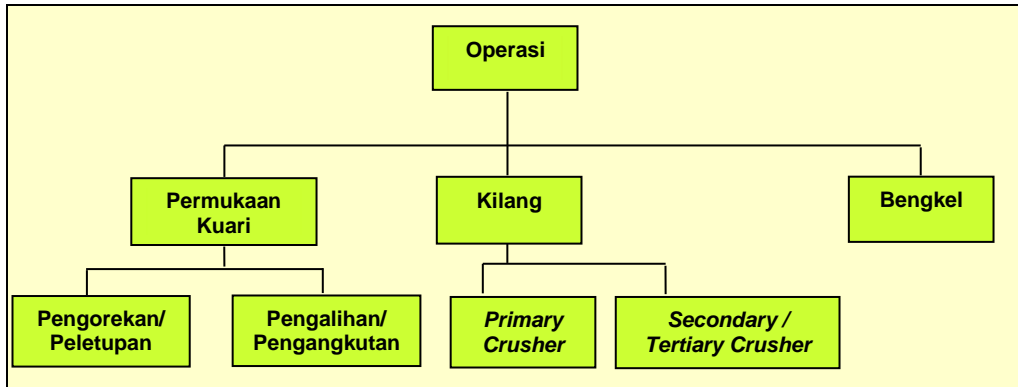 Operasi
Permukaan
Kuari
Kilang
Bengkel
Pengorekan/
Peletupan
Pengalihan/
Pengangkutan
Primary
Crusher
Secondary /
Tertiary Crusher